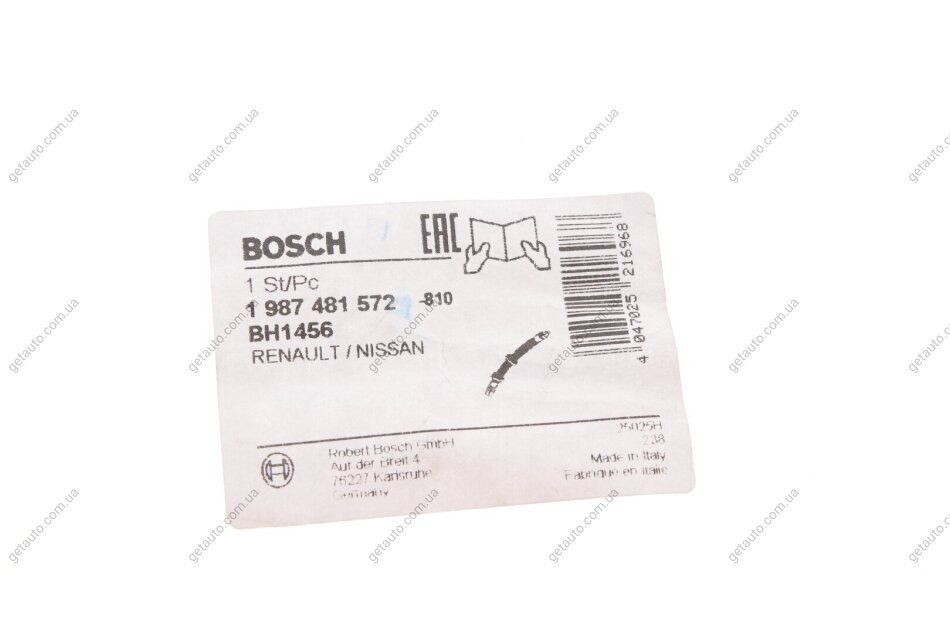 BOSCH
EAC
1 St/Pc
1 987 481 572 -810
BH1456
RENAULT / NISSAN
4 047025 216968
Robert Bosch GmbH
Auf der Breit 4
76227 Karlsruhe
Germany
238
Made in Italy
Fabriqué en Italie
getauto.com.ua